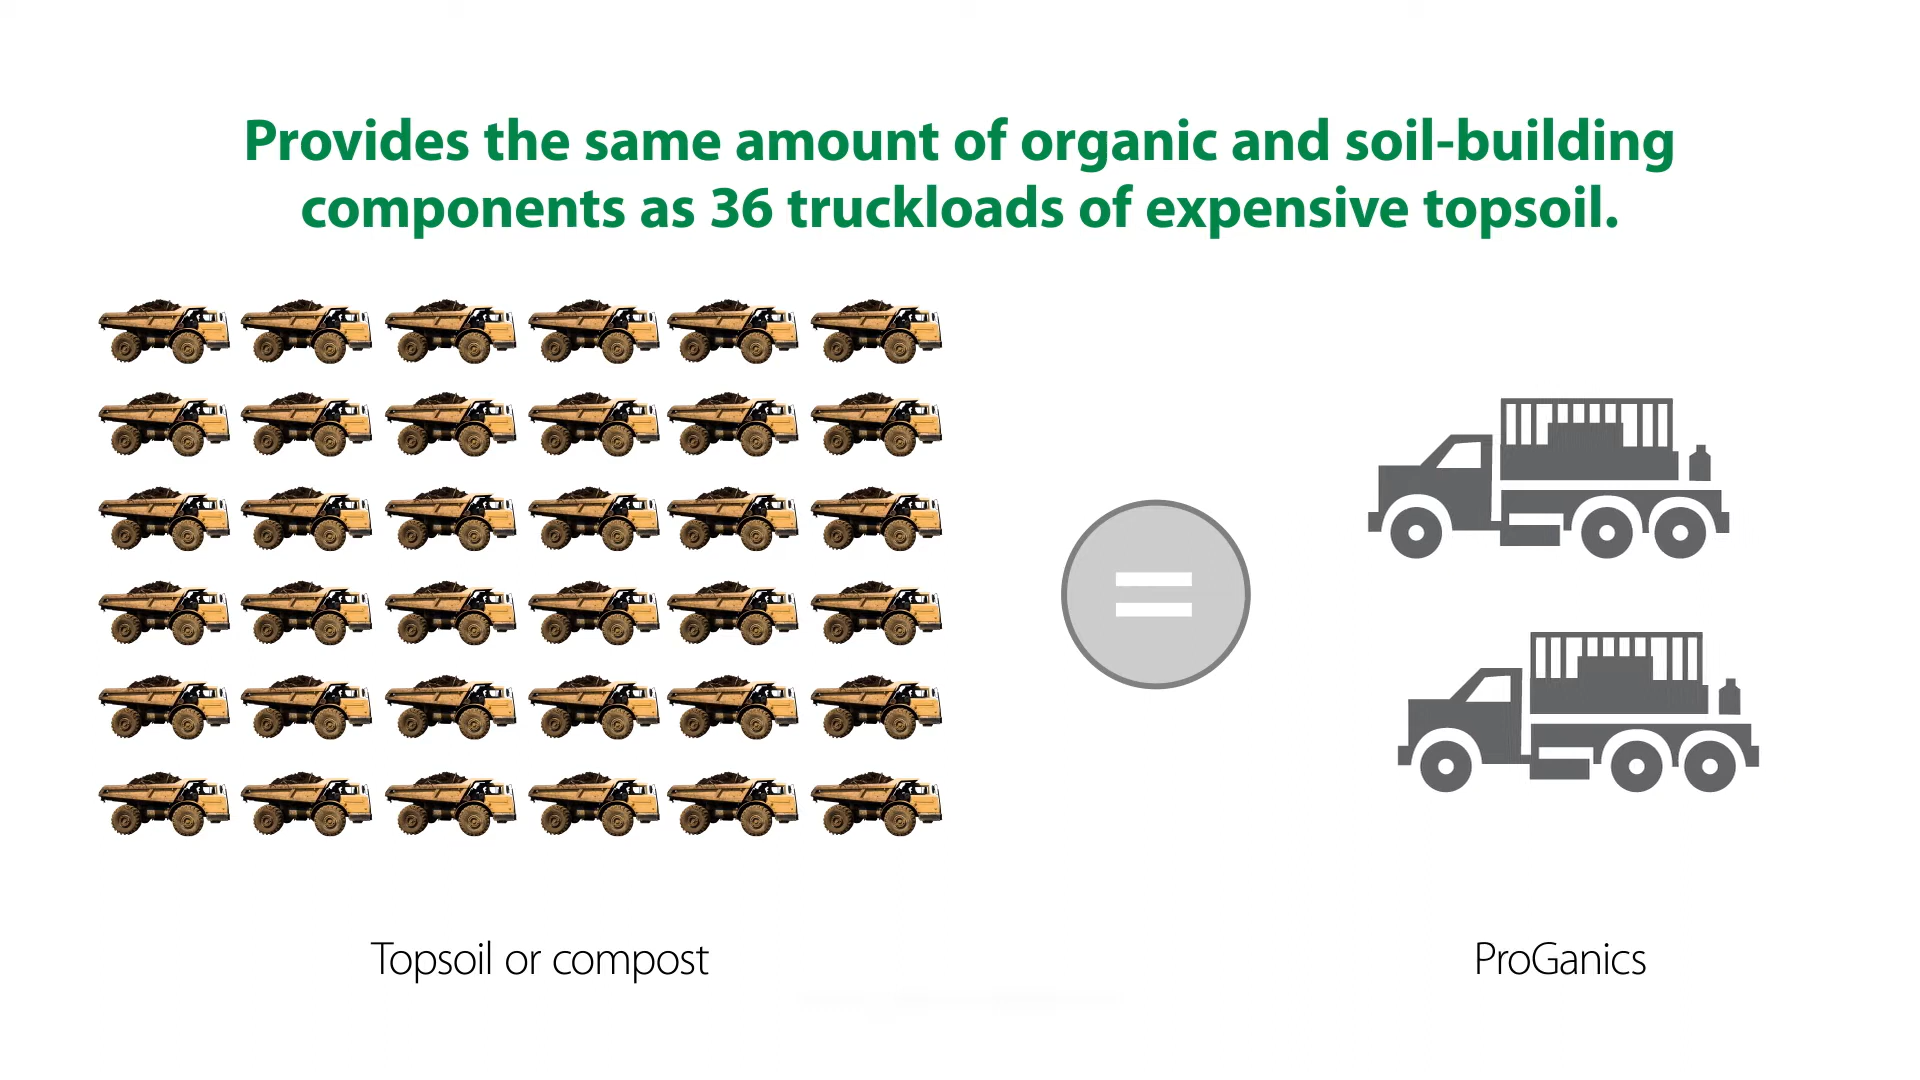 Provides the same amount of organic and soil-building
components as 36 truckloads of expensive topsoil.
=
Topsoil or compost
ProGanics